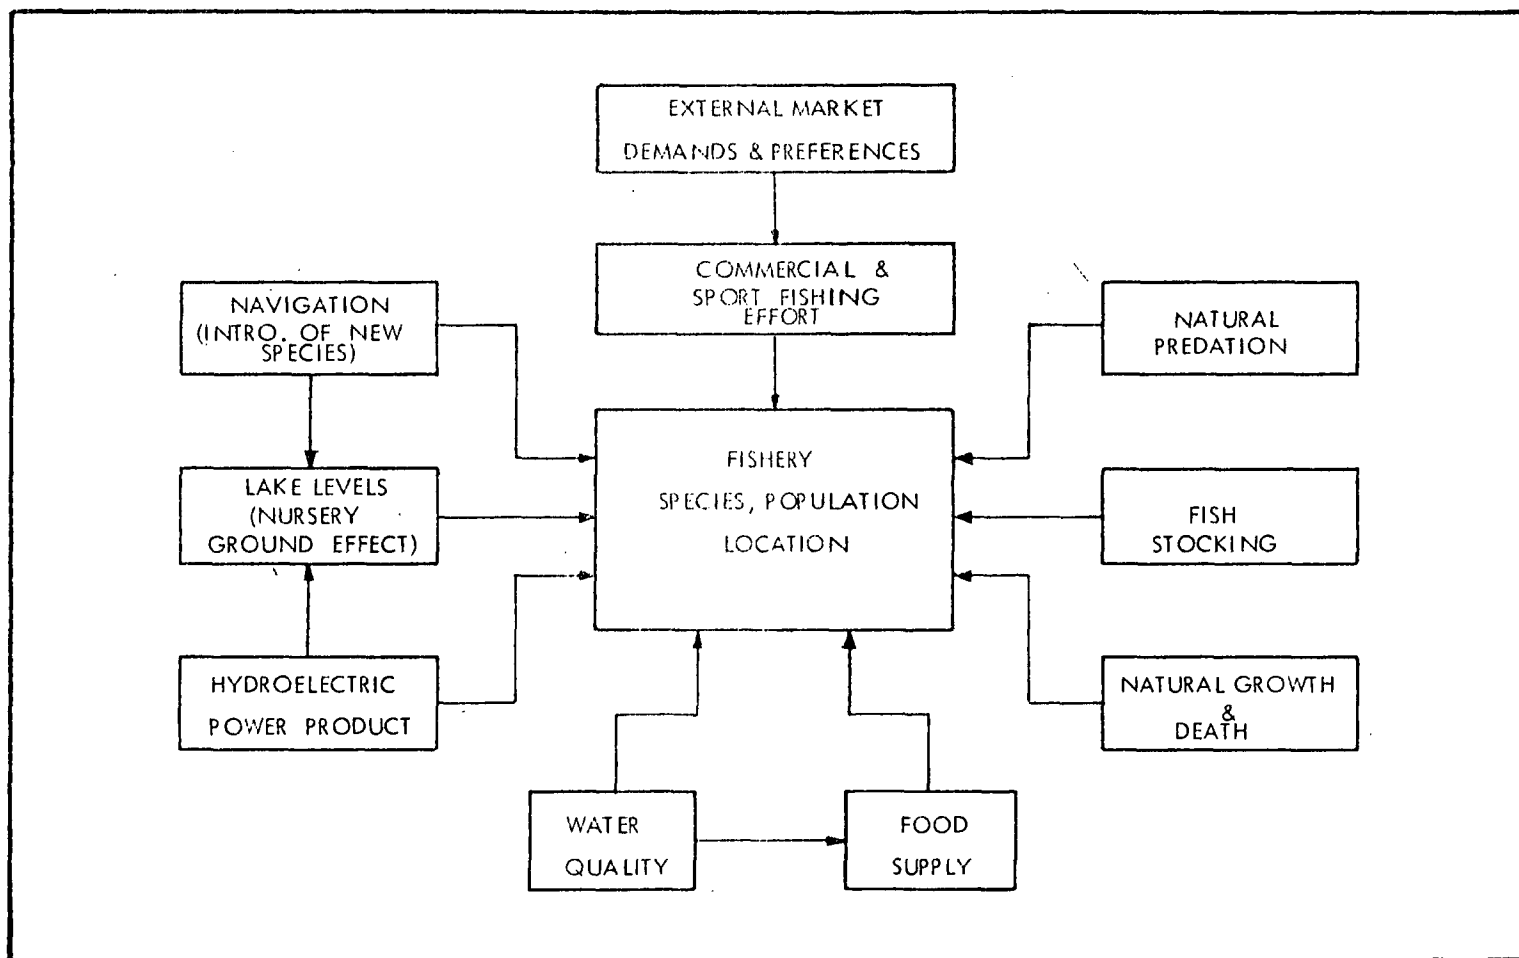 EXTERNAL MARKET
DEMANDS & PREFERENCES
COMMERCIAL &
SPORT FISHING
EFFORT
NAVIGATION
(INTRO. OF NEW
SPECIES)
NATURAL
PREDATION
FISHERY
SPECIES, POPULATION
LOCATION
LAKE LEVELS
(NURSERY
GROUND EFFECT)
FISH
STOCKING
HYDROELECTRIC
POWER PRODUCT
NATURAL GROWTH
&
DEATH
WATER
QUALITY
FOOD
SUPPLY